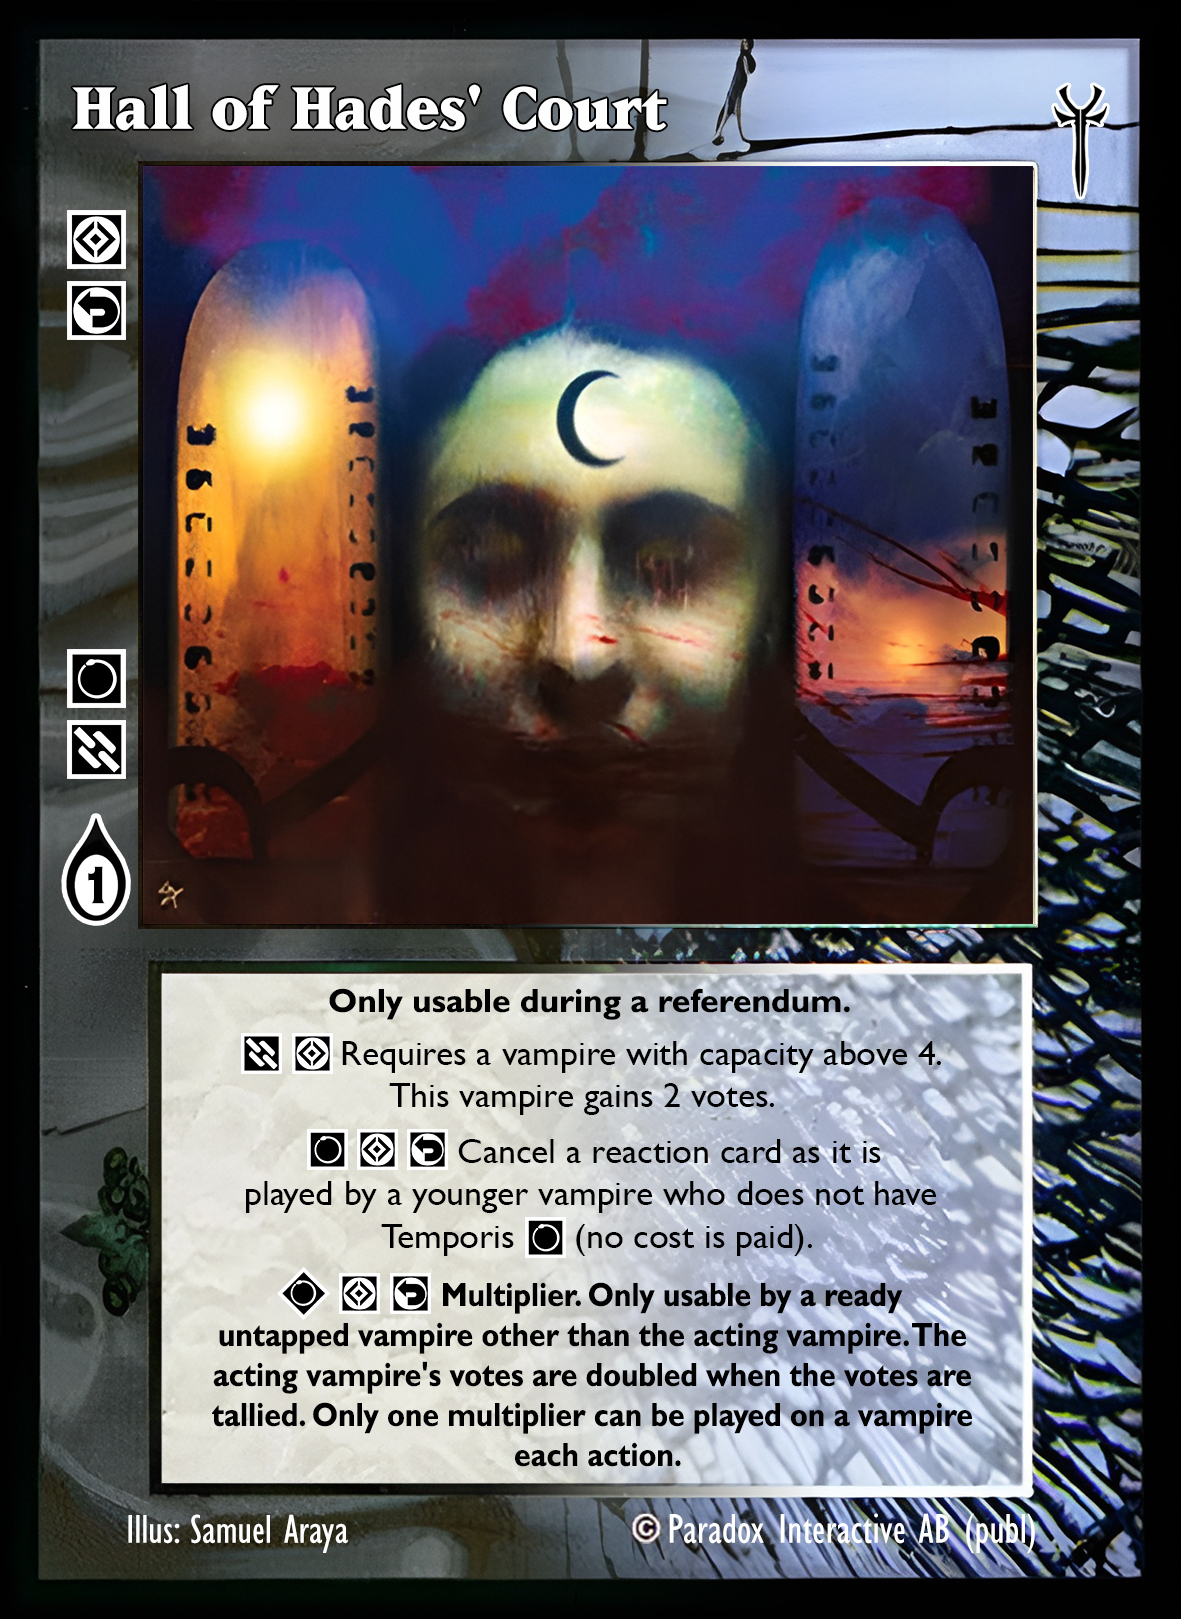 Hall of Hades' Court
1
Only usable during a referendum.
Requires a vampire with capacity above 4.
This vampire gains 2 votes.
Cancel a reaction card as it is
played by a younger vampire who does not have
Temporis (no cost is paid).
Multiplier. Only usable by a ready
untapped vampire other than the acting vampire. The
acting vampire's votes are doubled when the votes are
tallied. Only one multiplier can be played on a vampire
each action.
Illus: Samuel Araya
© Paradox Interactive AB (publ)